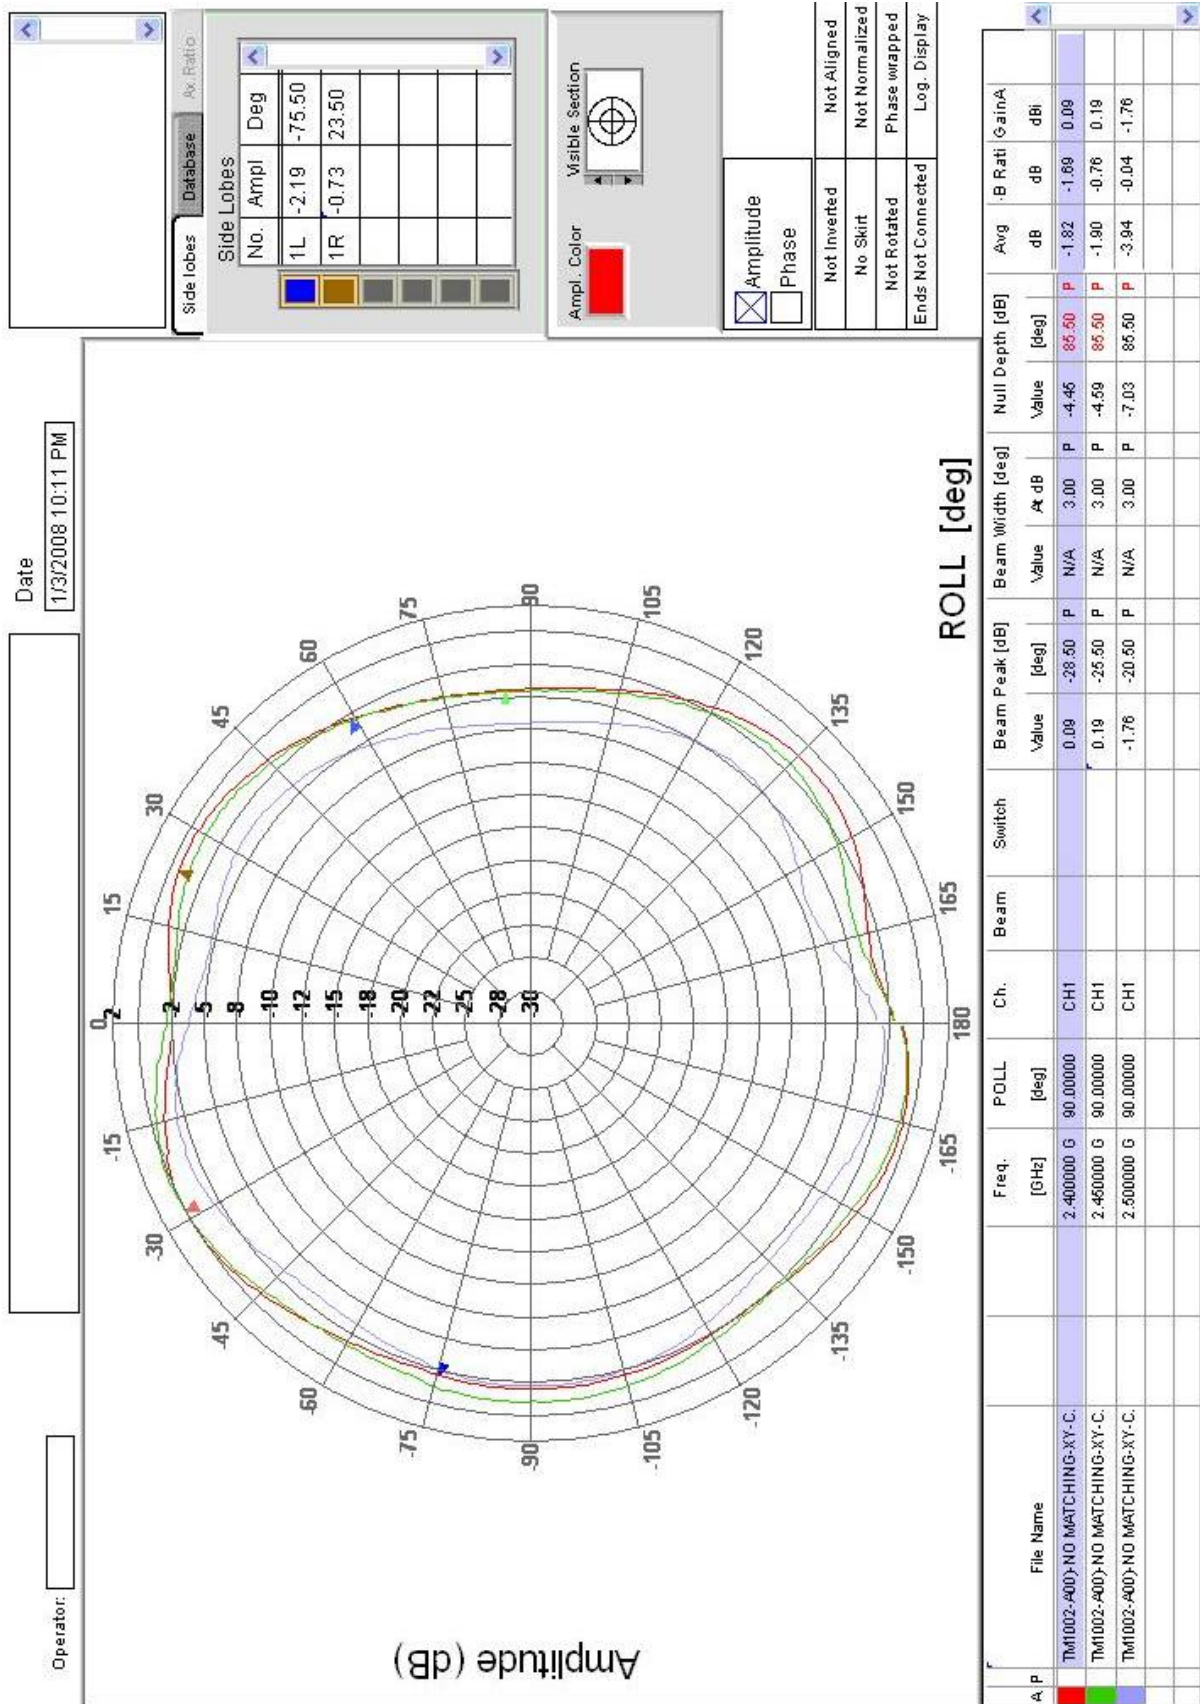 Operator:
Date
1/3/2008 10:11 PM
Side lobes Database Ax. Ratio
Side Lobes
No. Ampl Deg
1L -2.19 -75.50
1R -0.73 23.50
Ampl. Color
Visible Section
Amplitude
Phase
Not Inverted Not Aligned
No Skirt Not Normalized
Not Rotated Phase wrapped
Ends Not Connected Log. Display
Amplitude (dB)
0
15
30
45
60
75
90
105
120
135
150
165
180
-165
-150
-135
-120
-105
-90
-75
-60
-45
-30
-15
2
-2
-5
-8
-10
-12
-15
-18
-20
-22
-25
-28
-30
ROLL [deg]
A P File Name Freq. POLL Ch. Beam Switch Beam Peak [dB] Beam Width [deg] Null Depth [dB] Avg .B Rati GainA
[GHz] [deg] Value [deg] Value At dB Value [deg] dB dB dBi
TM1002-A00)-NO MATCHING-XY-C. 2.400000 G 90.00000 CH1 0.09 -28.50 P N/A 3.00 P -4.45 85.50 P -1.82 -1.69 0.09
TM1002-A00)-NO MATCHING-XY-C. 2.450000 G 90.00000 CH1 0.19 -25.50 P N/A 3.00 P -4.59 85.50 P -1.90 -0.76 0.19
TM1002-A00)-NO MATCHING-XY-C. 2.500000 G 90.00000 CH1 -1.76 -20.50 P N/A 3.00 P -7.03 85.50 P -3.94 -0.04 -1.76